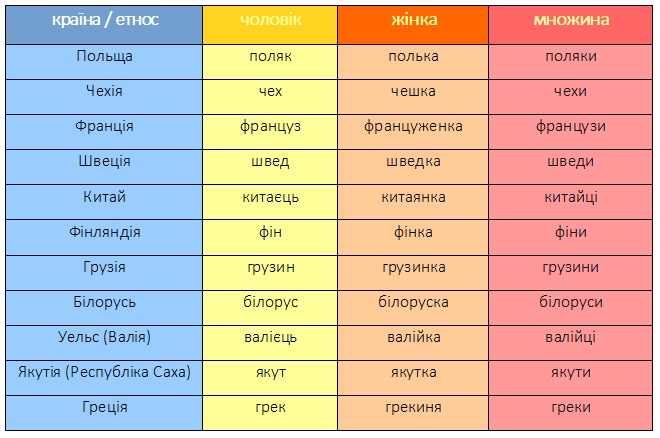 країна / етнос чоловік жінка множина
Польща поляк полька поляки
Чехія чех чешка чехи
Франція француз француженка французи
Швеція швед шведка шведи
Китай китаєць китаянка китайці
Фінляндія фін фінка фіни
Грузія грузин грузинка грузини
Білорусь білорус білоруска білоруси
Уельс (Валія) валієць валійка валійці
Якутія (Республіка Саха) якут якутка якути
Греція грек грекиня греки